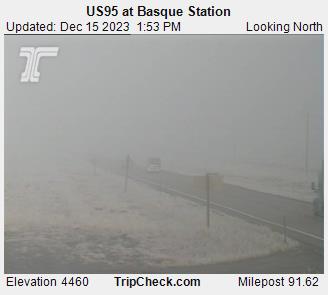 US95 at Basque Station
Updated: Dec 15 2023 1:53 PM Looking North
Elevation 4460 TripCheck.com Milepost 91.62